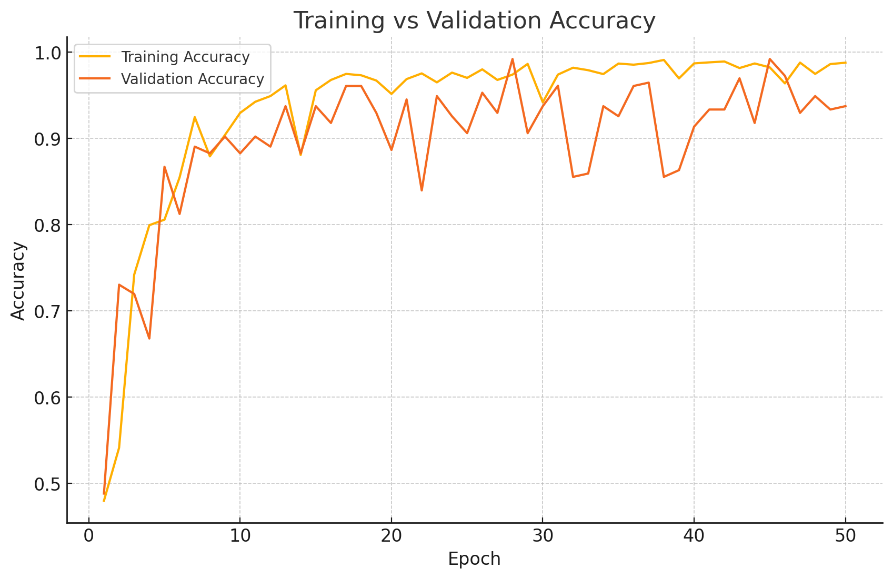 Training vs Validation Accuracy
Training Accuracy
Validation Accuracy
1.0
0.9
0.8
0.7
0.6
0.5
Accuracy
0 10 20 30 40 50
Epoch